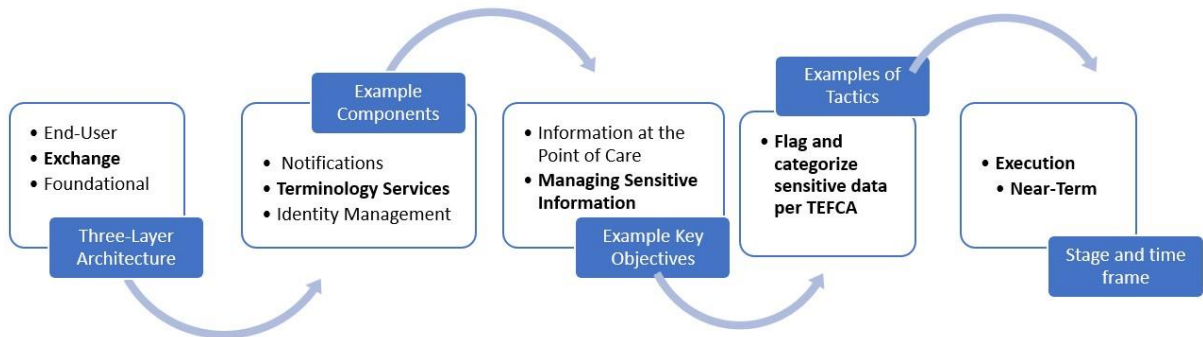 • End-User
• Exchange
• Foundational
Three-Layer
Architecture
Example
Components
• Notifications
• Terminology Services
• Identity Management
• Information at the
Point of Care
• Managing Sensitive
Information
Example Key
Objectives
Examples of
Tactics
• Flag and
categorize
sensitive data
per TEFCA
• Execution
• Near-Term
Stage and time
frame